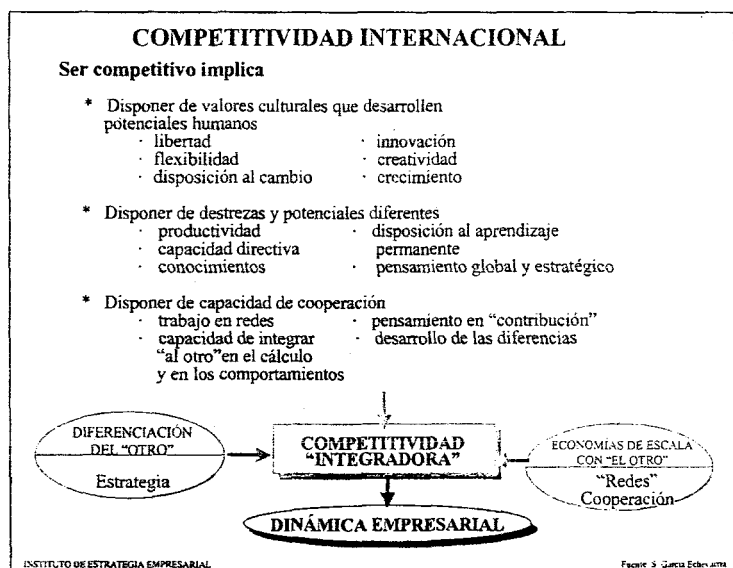 COMPETITIVIDAD INTERNACIONAL
Ser competitivo implica
* Disponer de valores culturales que desarrollen
potenciales humanos
· libertad
· flexibilidad
· disposición al cambio
· innovación
· creatividad
· crecimiento
* Disponer de destrezas y potenciales diferentes
· productividad
· capacidad directiva
· conocimientos
· disposición al aprendizaje
permanente
· pensamiento global y estratégico
* Disponer de capacidad de cooperación
· trabajo en redes
· capacidad de integrar
"al otro" en el cálculo
y en los comportamientos
· pensamiento en "contribución"
· desarrollo de las diferencias
DIFERENCIACIÓN
DEL "OTRO"
Estrategia
COMPETITIVIDAD
"INTEGRADORA"
ECONOMÍAS DE ESCALA
CON "EL OTRO"
"Redes"
Cooperación
DINÁMICA EMPRESARIAL
INSTITUTO DE ESTRATEGIA EMPRESARIAL
Fuente S. García Echevarría